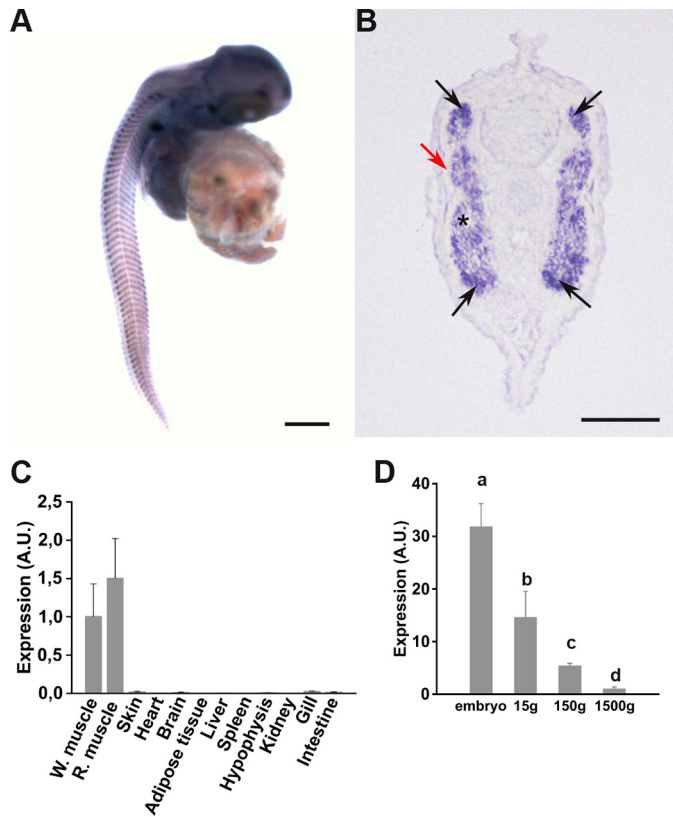 A
B
*
C
Expression (A.U.)
2,5
2,0
1,5
1,0
0,5
0,0
W. muscle
R. muscle
Skin
Heart
Brain
Adipose tissue
Liver
Spleen
Hypophysis
Kidney
Gill
Intestine
D
Expression (A.U.)
40
30
20
10
0
a
b
c
d
embryo 15g 150g 1500g